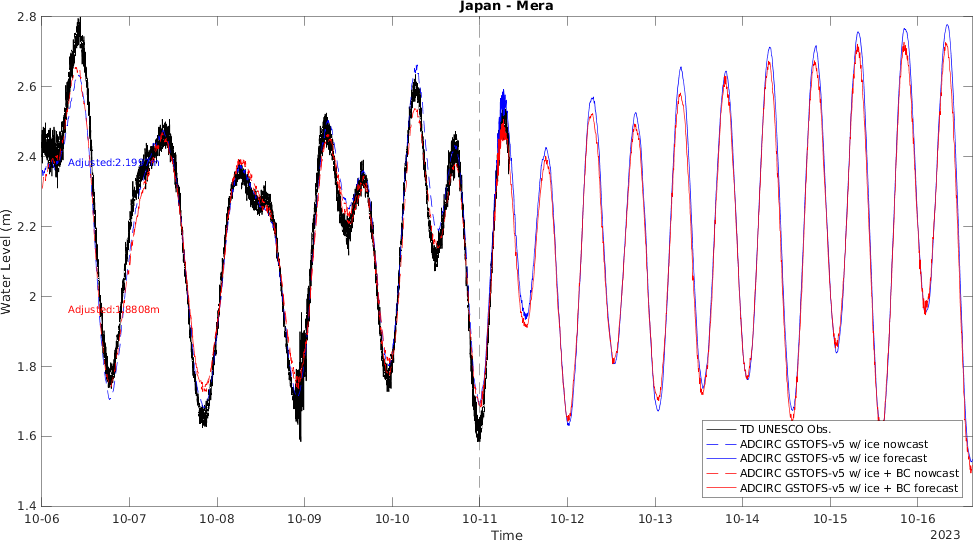 Japan - Mera
2.8
2.6
2.4
2.2
2
1.8
1.6
1.4
Water Level (m)
Adjusted:1.8808m
TD UNESCO Obs.
ADCIRC GSTOFS-v5 w/ ice nowcast
ADCIRC GSTOFS-v5 w/ ice forecast
ADCIRC GSTOFS-v5 w/ ice + BC nowcast
ADCIRC GSTOFS-v5 w/ ice + BC forecast
10-06 10-07 10-08 10-09 10-10 10-11 10-12 10-13 10-14 10-15 10-16
Time
2023